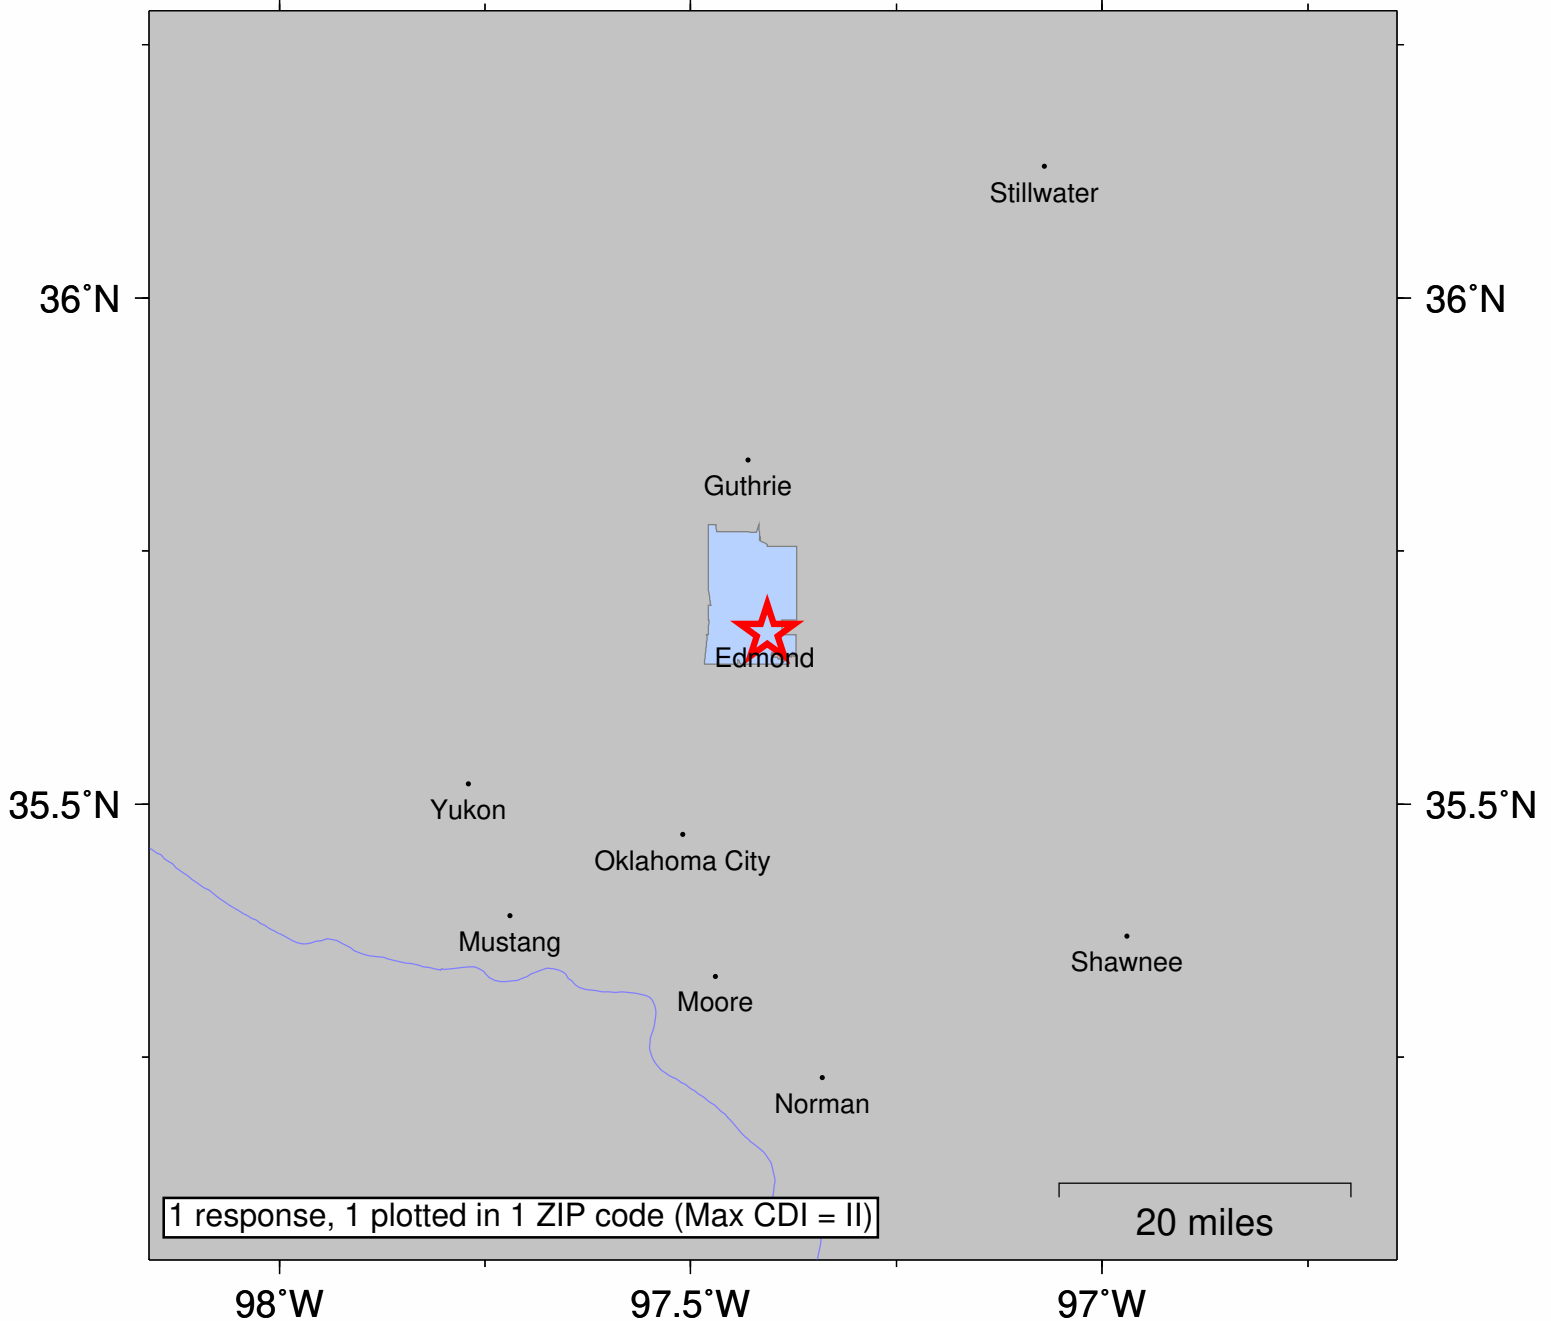 Stillwater
36°N
36°N
Guthrie
Edmond
35.5°N
35.5°N
Yukon
Oklahoma City
Mustang
Shawnee
Moore
Norman
1 response, 1 plotted in 1 ZIP code (Max CDI = II)
20 miles
98°W
97.5°W
97°W